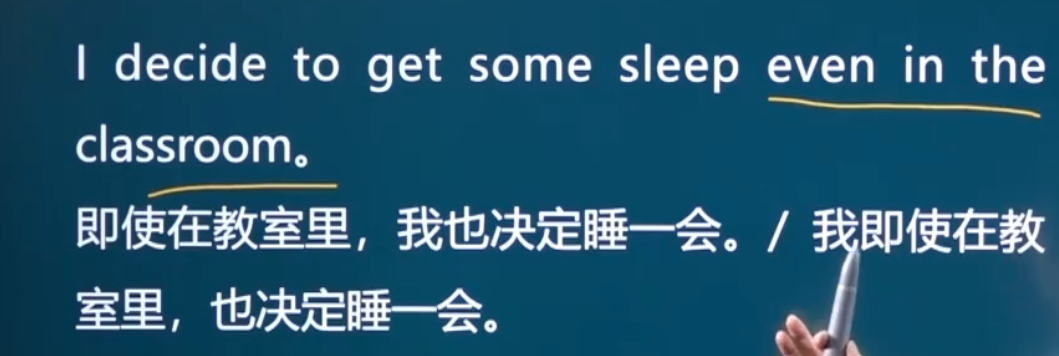 I decide to get some sleep even in the
classroom。
即使在教室里，我也决定睡一会。/ 我即使在教
室里，也决定睡一会。